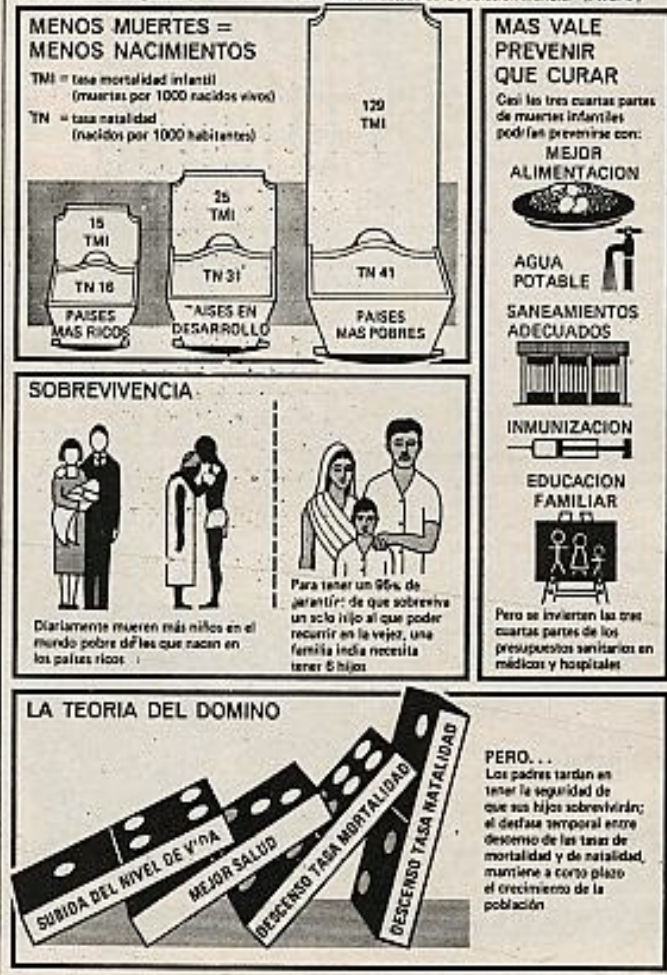 MENOS MUERTES =
MENOS NACIMIENTOS
TMI = tasa mortalidad infantil
(muertes por 1000 nacidos vivos)
TN = tasa natalidad
(nacidos por 1000 habitantes)
15
TMI
TN 16
PAISES
MAS RICOS
25
TMI
TN 31
PAISES EN
DESARROLLO
129
TMI
TN 41
PAISES
MAS POBRES
MAS VALE
PREVENIR
QUE CURAR
Casi las tres cuartas partes
de muertes infantiles
podrían prevenirse con:
MEJOR
ALIMENTACION
AGUA
POTABLE
SANEAMIENTOS
ADECUADOS
INMUNIZACION
EDUCACION
FAMILIAR
Pero se invierten las tres
cuartas partes de los
presupuestos sanitarios en
médicos y hospitales
SOBREVIVENCIA
Diariamente mueren más niños en el
mundo pobre de los que nacen en
los países ricos
Para tener un 95% de
garantía de que sobreviva
un solo hijo al que poder
recurrir en la vejez, una
familia india necesita
tener 6 hijos
LA TEORIA DEL DOMINO
SUBIDA DEL NIVEL DE VIDA
MEJOR SALUD
DESCENSO TASA MORTALIDAD
DESCENSO TASA NATALIDAD
PERO...
Los padres tardan en
tener la seguridad de
que sus hijos sobrevivirán;
el desfase temporal entre
descenso de las tasas de
mortalidad y de natalidad,
mantiene a corto plazo
el crecimiento de la
población